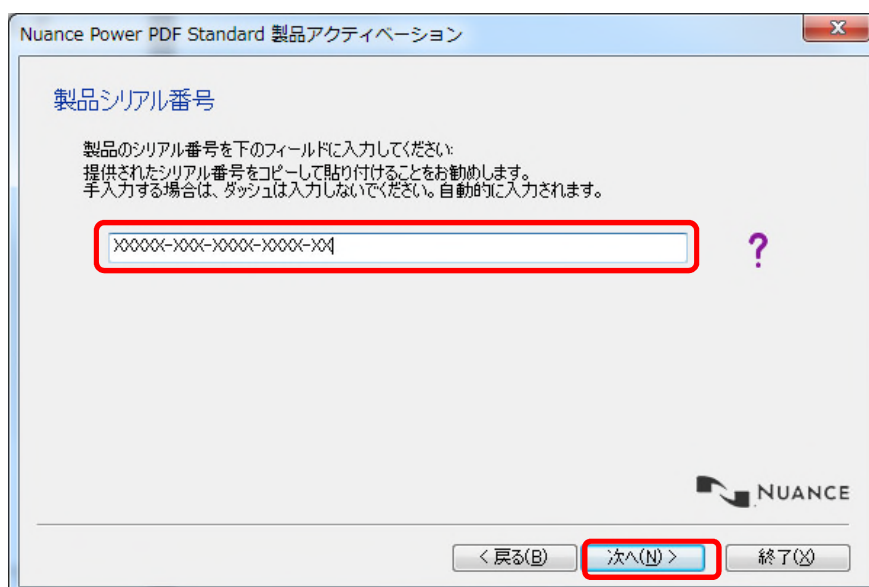 Nuance Power PDF Standard 製品アクティベーション
製品シリアル番号
製品のシリアル番号を下のフィールドに入力してください:
提供されたシリアル番号をコピーして貼り付けることをお勧めします。
手入力する場合は、ダッシュは入力しないでください。自動的に入力されます。
XXXXX-XXX-XXXX-XXXX-XX
?
NUANCE
< 戻る(B)
次へ(N) >
終了(X)